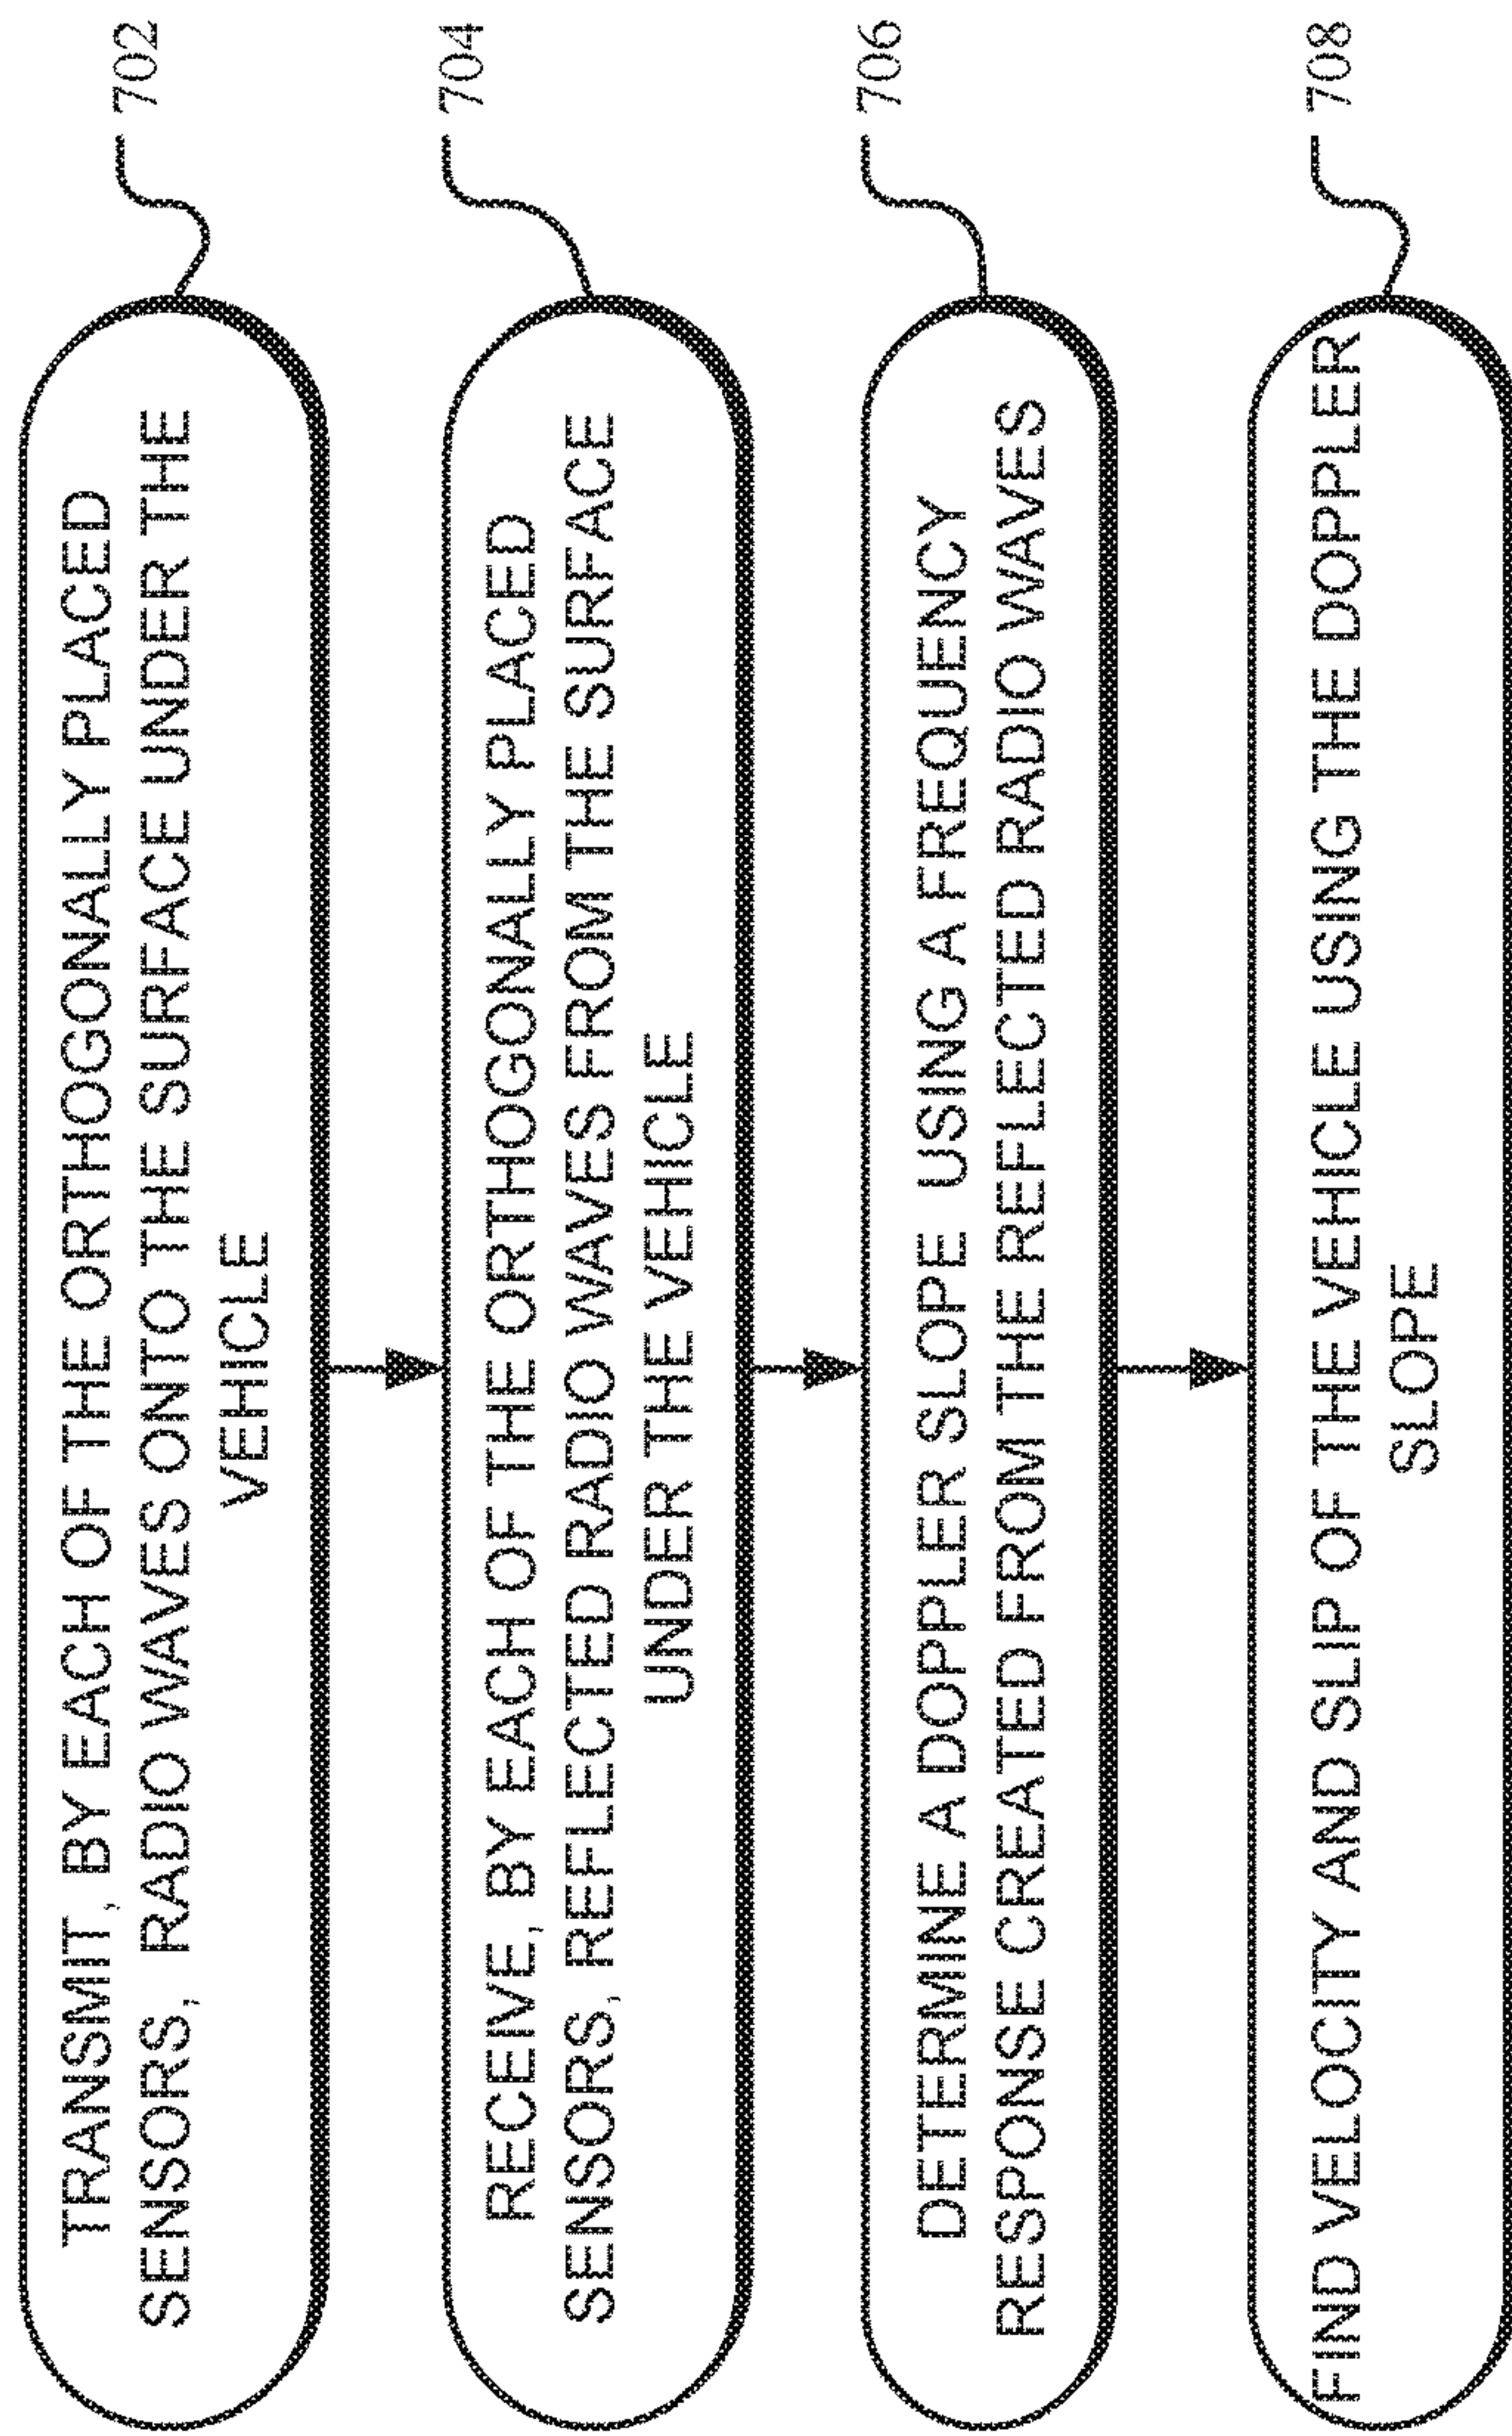 TRANSMIT, BY EACH OF THE ORTHOGONALLY PLACED
SENSORS, RADIO WAVES ONTO THE SURFACE UNDER THE
VEHICLE
702
RECEIVE, BY EACH OF THE ORTHOGONALLY PLACED
SENSORS, REFLECTED RADIO WAVES FROM THE SURFACE
UNDER THE VEHICLE
704
DETERMINE A DOPPLER SLOPE USING A FREQUENCY
RESPONSE CREATED FROM THE REFLECTED RADIO WAVES
706
FIND VELOCITY AND SLIP OF THE VEHICLE USING THE DOPPLER
SLOPE
708